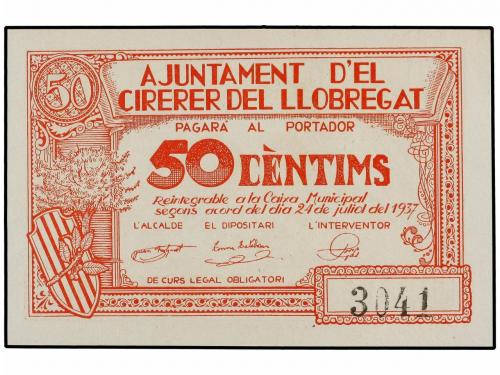 50
AJUNTAMENT D'EL
CIRERER DEL LLOBREGAT
PAGARÀ AL PORTADOR
50 CÈNTIMS
Reintegrable a la Caixa Municipal
segons acord del dia 24 de juliol del 1937
L'ALCALDE EL DIPOSITARI L'INTERVENTOR
DE CURS LEGAL OBLIGATORI
3041